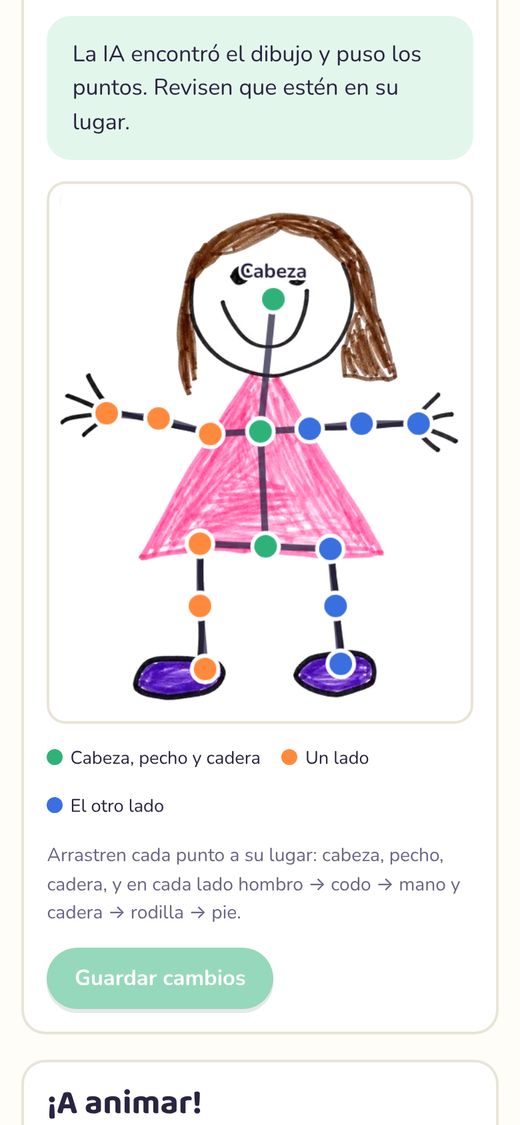 La IA encontró el dibujo y puso los
puntos. Revisen que estén en su
lugar.
Cabeza
Cabeza, pecho y cadera
Un lado
El otro lado
Arrastren cada punto a su lugar: cabeza, pecho,
cadera, y en cada lado hombro → codo → mano y
cadera → rodilla → pie.
Guardar cambios
¡A animar!